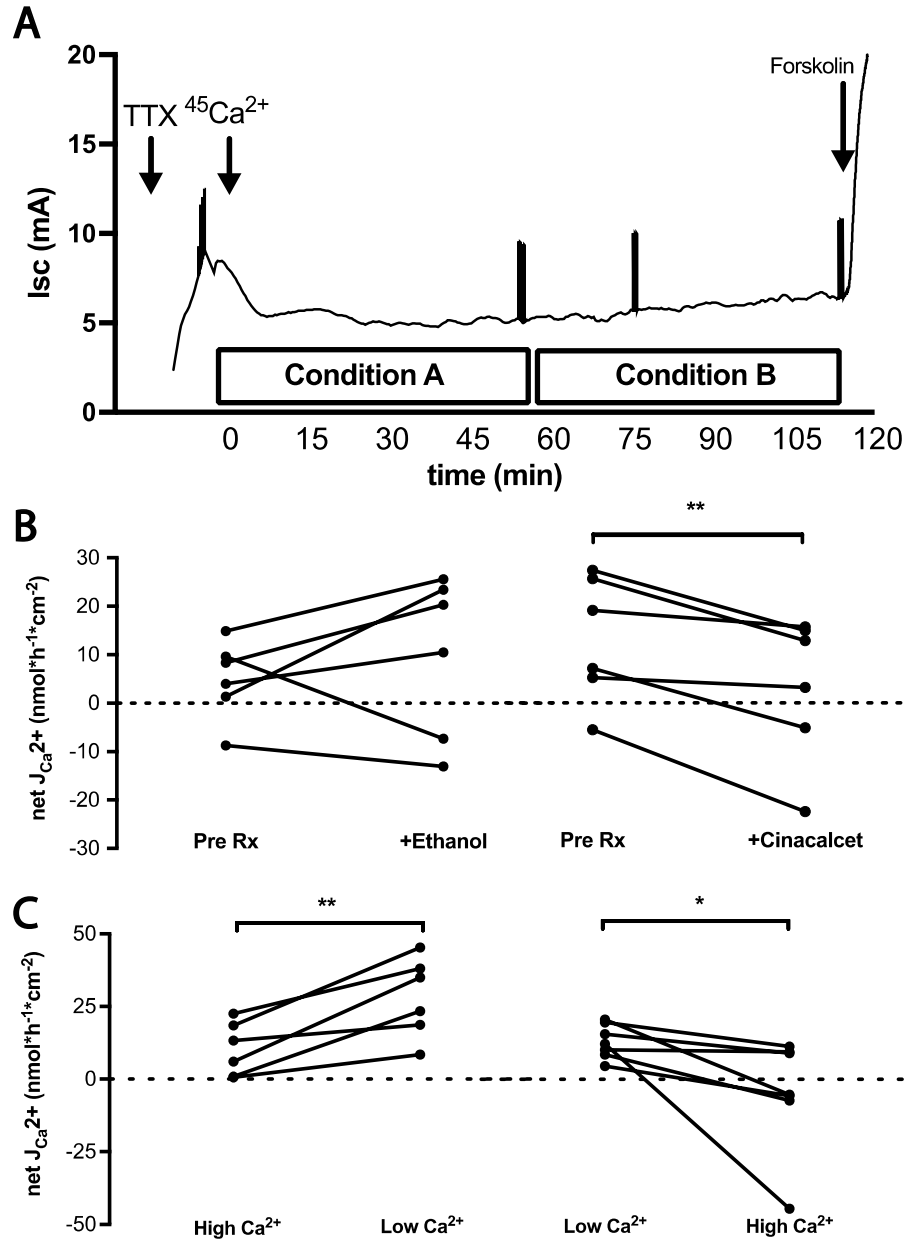 A
20
15
10
5
0
Isc (mA)
TTX ⁴⁵Ca²⁺
Forskolin
Condition A
Condition B
0 15 30 45 60 75 90 105 120
time (min)
B
**
30
20
10
0
-10
-20
-30
net J_Ca2+ (nmol*h⁻¹*cm⁻²)
Pre Rx +Ethanol Pre Rx +Cinacalcet
C
** *
50
25
0
-25
-50
net J_Ca2+ (nmol*h⁻¹*cm⁻²)
High Ca²⁺ Low Ca²⁺ Low Ca²⁺ High Ca²⁺